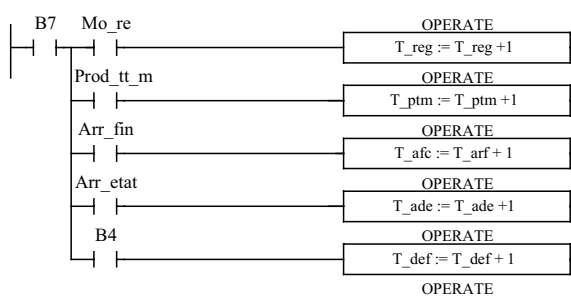 B7 Mo_re OPERATE
T_reg := T_reg +1
Prod_tt_m OPERATE
T_ptm := T_ptm +1
Arr_fin OPERATE
T_afc := T_arf + 1
Arr_etat OPERATE
T_ade := T_ade +1
B4 OPERATE
T_def := T_def + 1
OPERATE